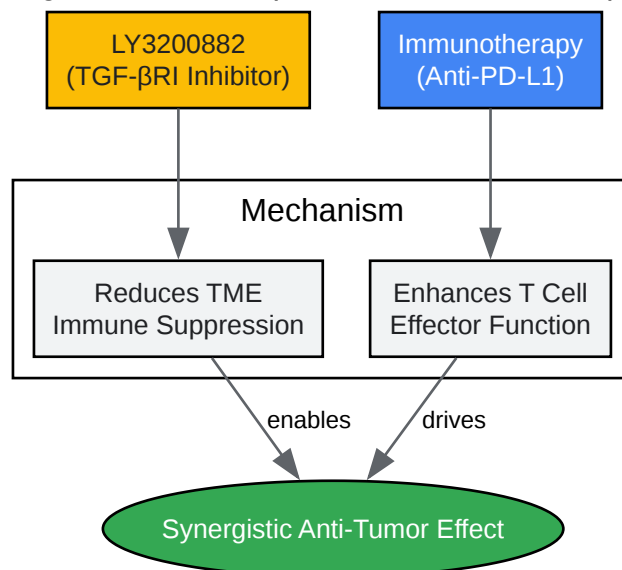 LY3200882
(TGF-βRI Inhibitor)
Immunotherapy
(Anti-PD-L1)
Mechanism
Reduces TME
Immune Suppression
Enhances T Cell
Effector Function
enables
drives
Synergistic Anti-Tumor Effect